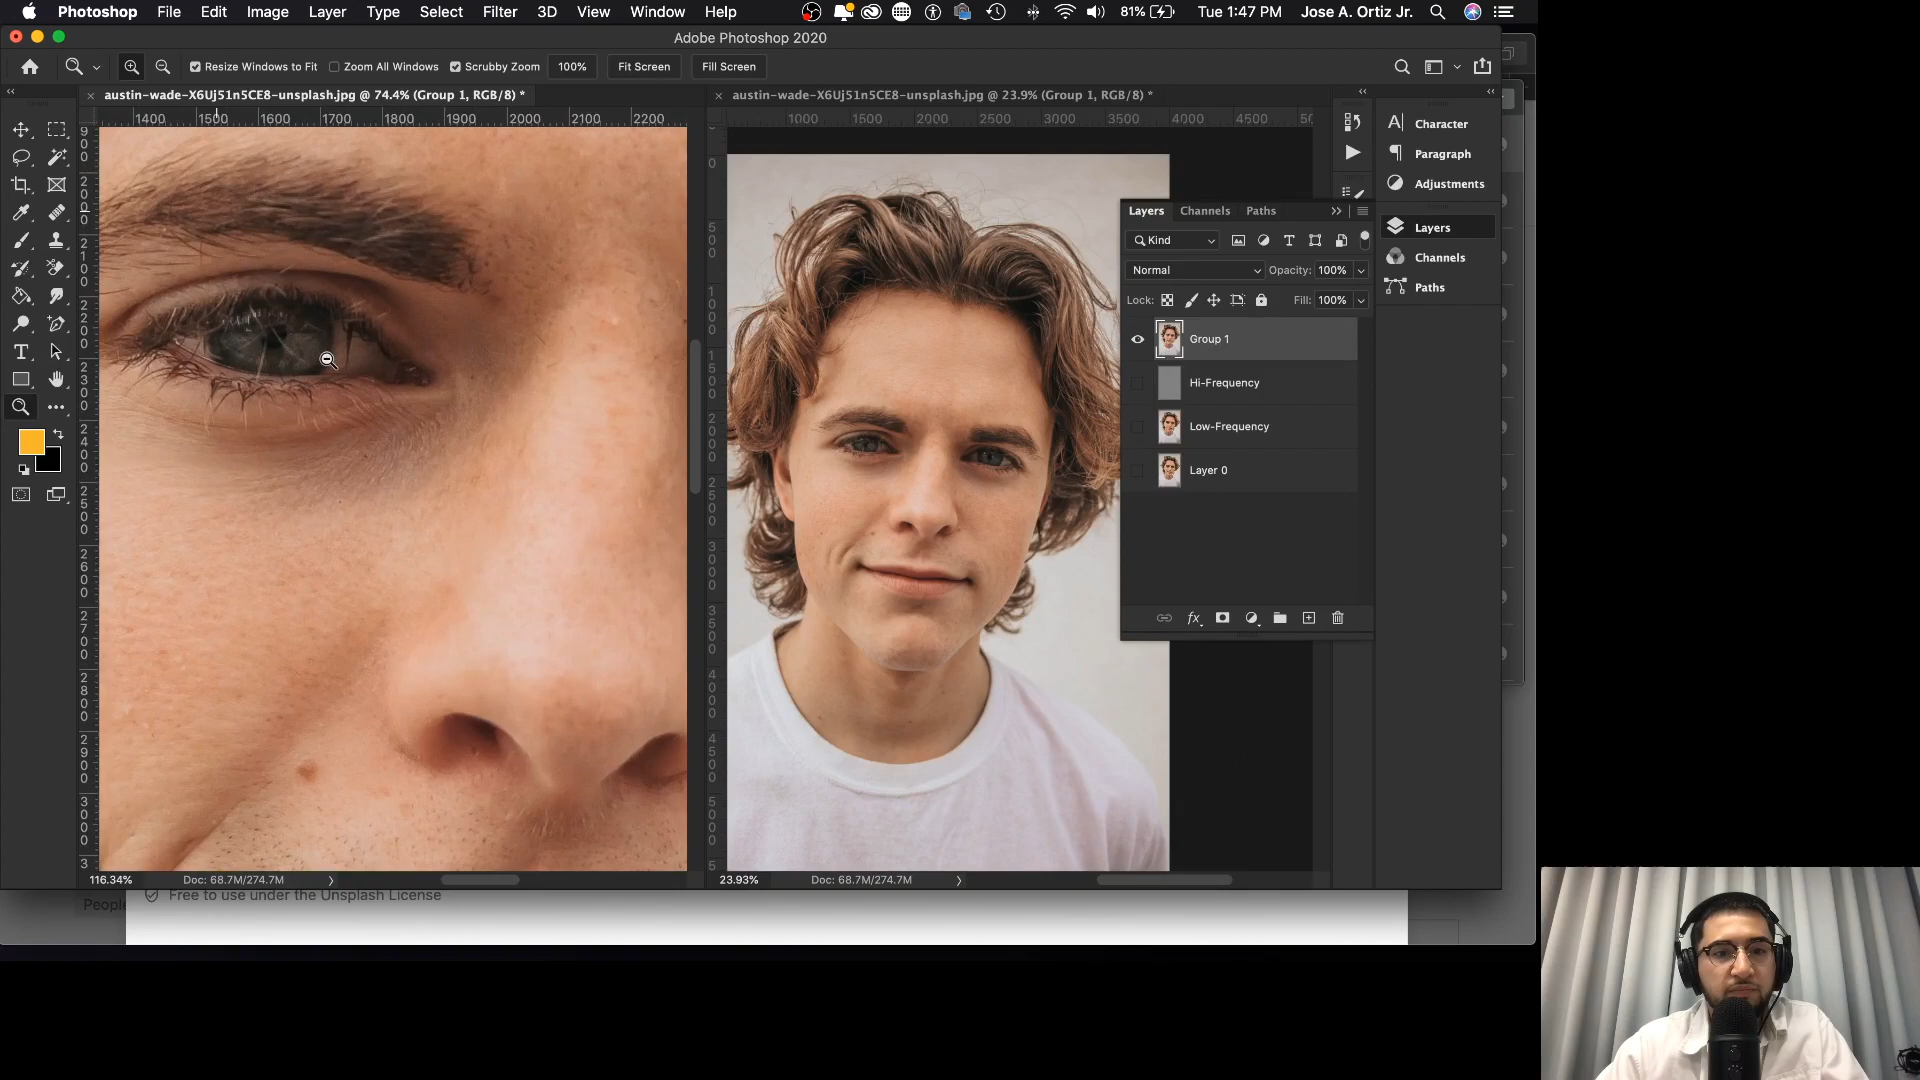 Photoshop File Edit Image Layer Type Select Filter 3D View Window Help 81% Tue 1:47 PM Jose A. Ortiz Jr.
Adobe Photoshop 2020
Resize Windows to Fit Zoom All Windows Scrubby Zoom 100% Fit Screen Fill Screen
austin-wade-X6Uj51n5CE8-unsplash.jpg @ 74.4% (Group 1, RGB/8) *
austin-wade-X6Uj51n5CE8-unsplash.jpg @ 23.9% (Group 1, RGB/8) *
1400 1500 1600 1700 1800 1900 2000 2100 2200
1000 1500 2000 2500 3000 3500 4000 4500
Character
Paragraph
Adjustments
Layers
Channels
Paths
Layers Channels Paths
Kind
Normal Opacity: 100%
Lock: Fill: 100%
Group 1
Hi-Frequency
Low-Frequency
Layer 0
fx
116.34% Doc: 68.7M/274.7M
23.93% Doc: 68.7M/274.7M
People
Free to use under the Unsplash License